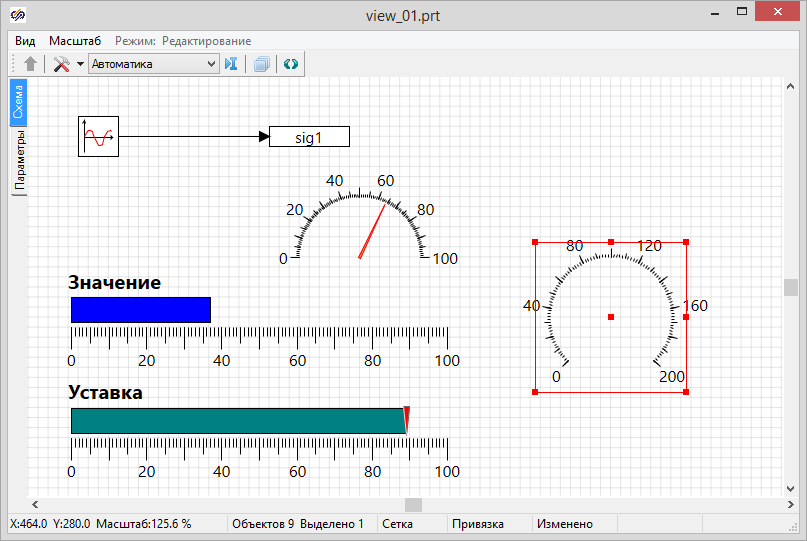 view_01.prt
Вид Масштаб Режим: Редактирование
Автоматика
Схема
Параметры
sig1
0 20 40 60 80 100
0 40 80 120 160 200
Значение
0 20 40 60 80 100
Уставка
0 20 40 60 80 100
X:464.0 Y:280.0 Масштаб:125.6 % Объектов 9 Выделено 1 Сетка Привязка Изменено